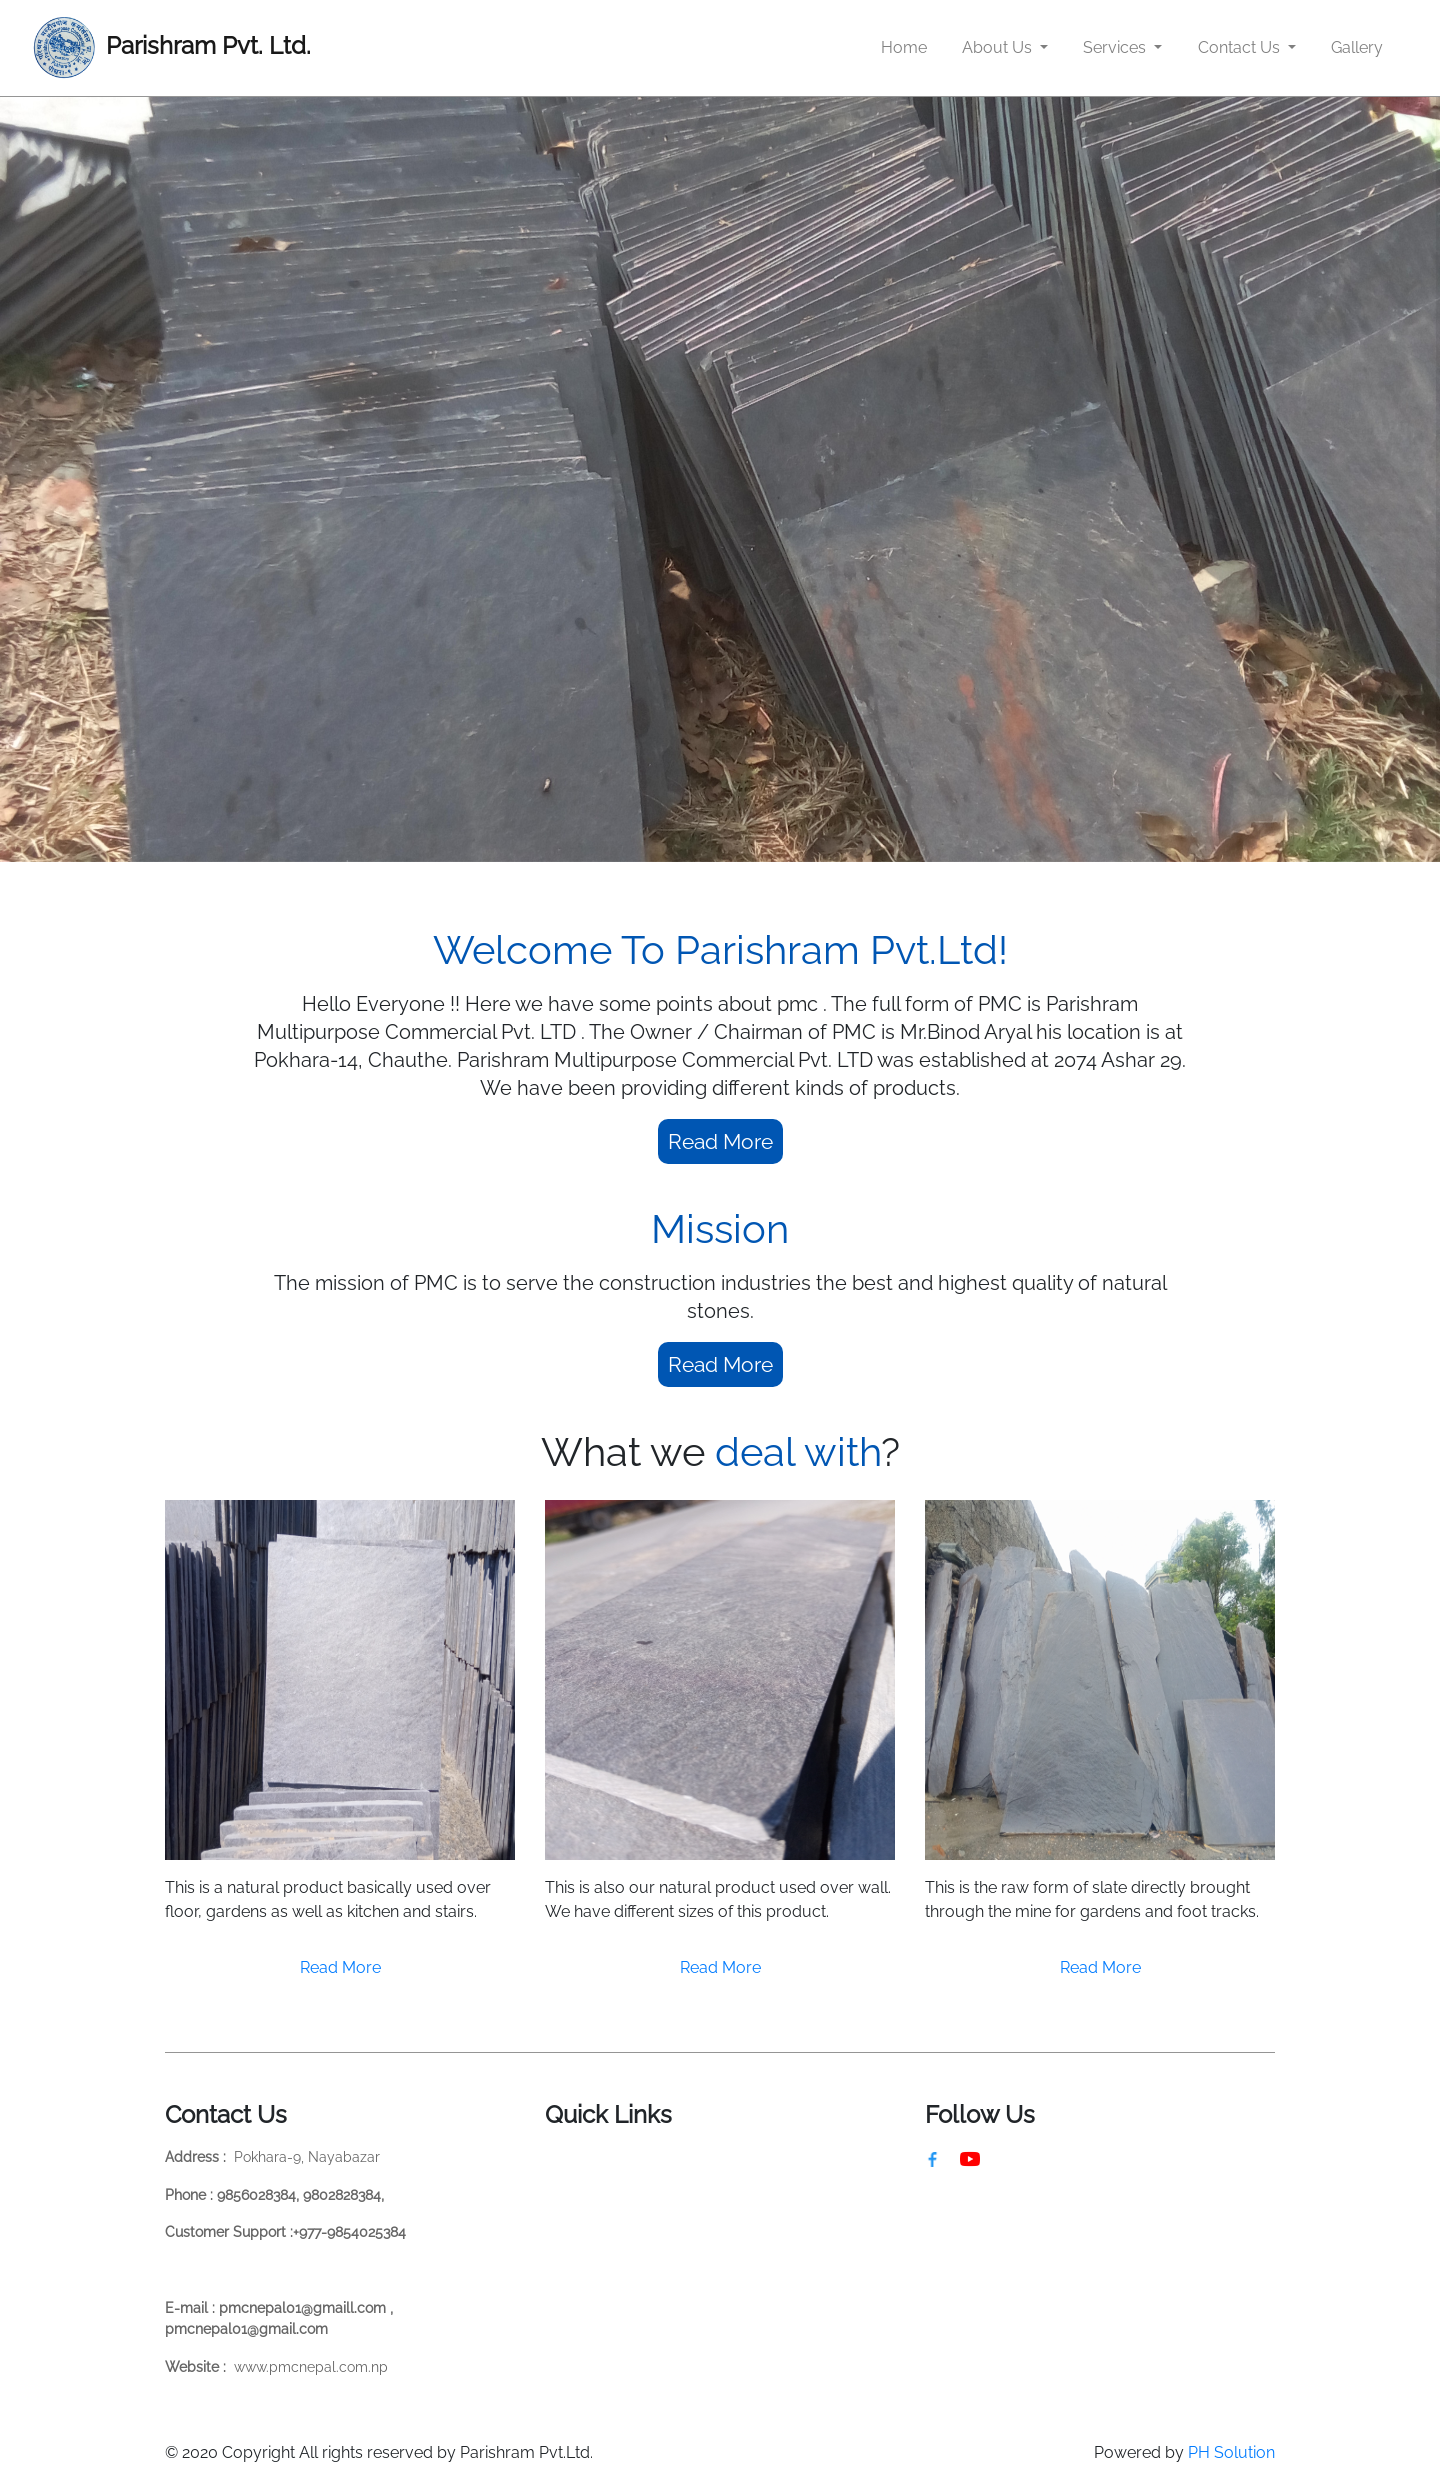 Parishram Pvt. Ltd.
Home About Us Services Contact Us Gallery
Welcome To Parishram Pvt.Ltd!
Hello Everyone !! Here we have some points about pmc . The full form of PMC is Parishram
Multipurpose Commercial Pvt. LTD . The Owner / Chairman of PMC is Mr.Binod Aryal his location is at
Pokhara-14, Chauthe. Parishram Multipurpose Commercial Pvt. LTD was established at 2074 Ashar 29.
We have been providing different kinds of products.
Read More
Mission
The mission of PMC is to serve the construction industries the best and highest quality of natural
stones.
Read More
What we deal with?
This is a natural product basically used over
floor, gardens as well as kitchen and stairs.
Read More
This is also our natural product used over wall.
We have different sizes of this product.
Read More
This is the raw form of slate directly brought
through the mine for gardens and foot tracks.
Read More
Contact Us
Address : Pokhara-9, Nayabazar
Phone : 9856028384, 9802828384,
Customer Support :+977-9854025384
E-mail : pmcnepal01@gmaill.com ,
pmcnepal01@gmail.com
Website : www.pmcnepal.com.np
Quick Links
Follow Us
© 2020 Copyright All rights reserved by Parishram Pvt.Ltd.
Powered by PH Solution